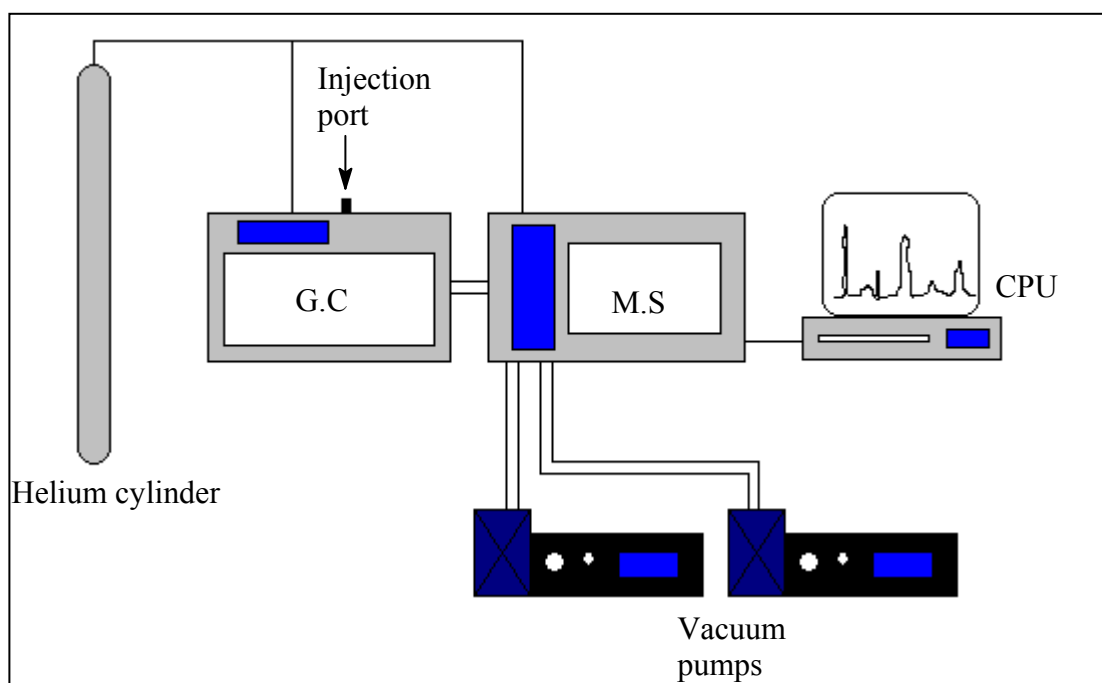 Injection
port
G.C
M.S
CPU
Helium cylinder
Vacuum
pumps